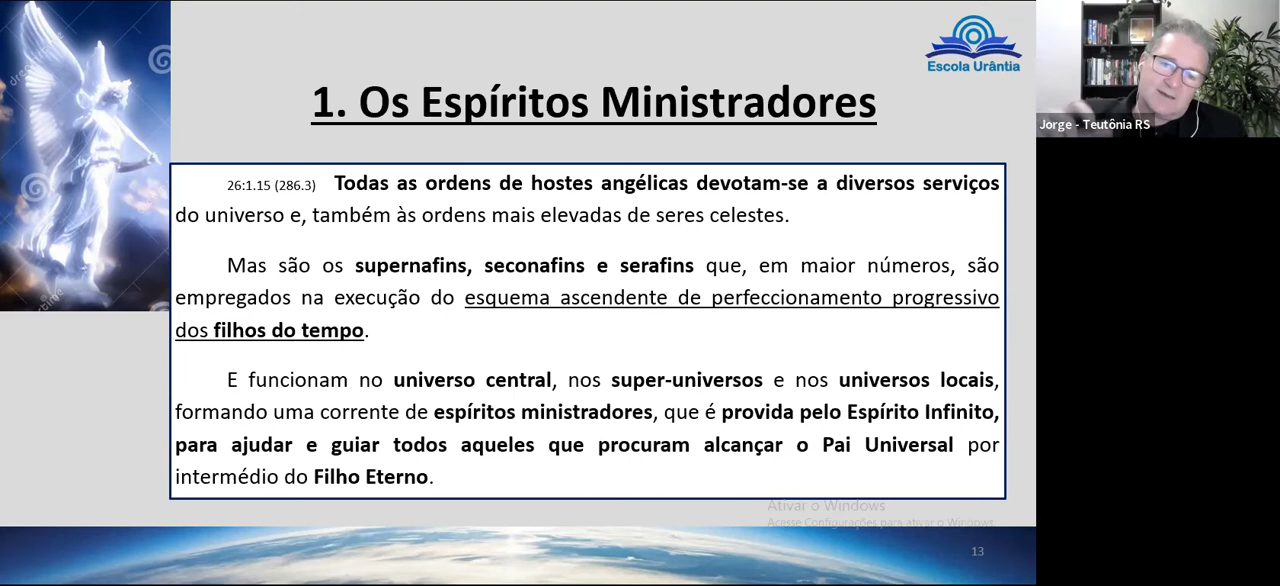 Escola Urântia
1. Os Espíritos Ministradores
Jorge - Teutônia RS
26:1.15 (286.3) Todas as ordens de hostes angélicas devotam-se a diversos serviços
do universo e, também às ordens mais elevadas de seres celestes.
Mas são os supernafins, seconafins e serafins que, em maior números, são
empregados na execução do esquema ascendente de perfeccionamento progressivo
dos filhos do tempo.
E funcionam no universo central, nos super-universos e nos universos locais,
formando uma corrente de espíritos ministradores, que é provida pelo Espírito Infinito,
para ajudar e guiar todos aqueles que procuram alcançar o Pai Universal por
intermédio do Filho Eterno.
Ativar o Windows
Acesse Configurações para ativar o Windows.
13